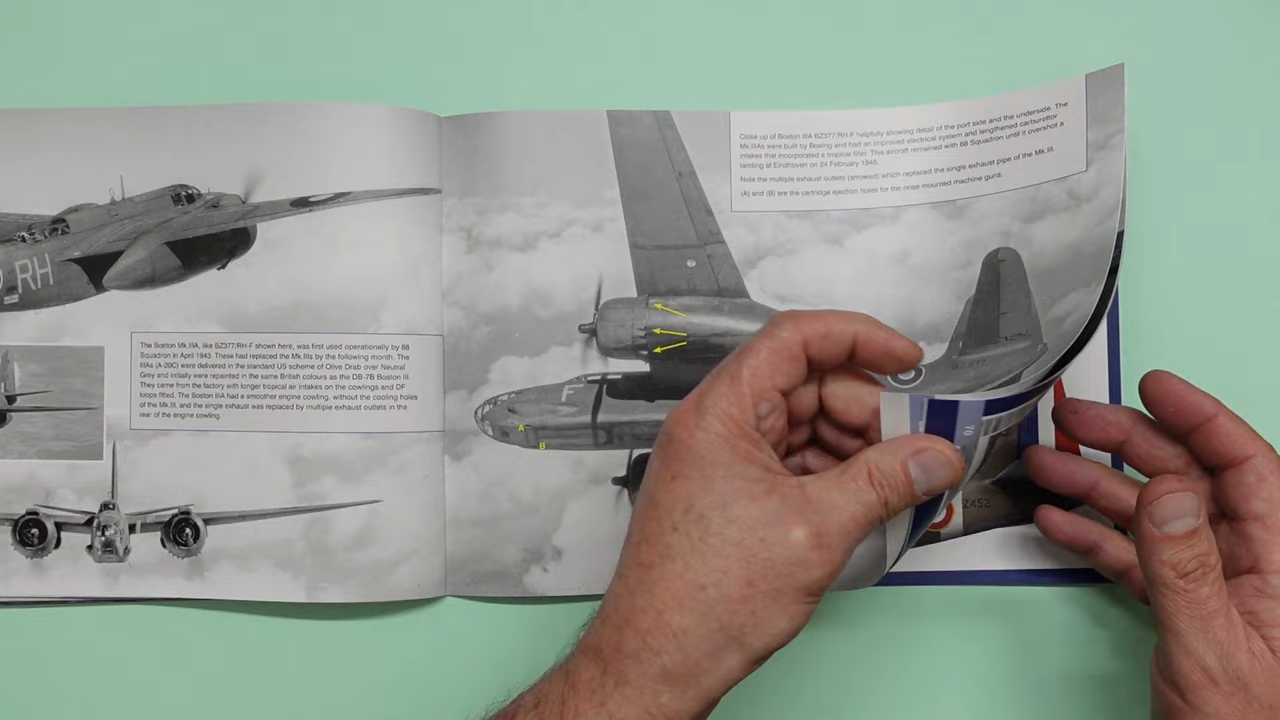 RH
The Boston Mk.IIIA, like BZ377/RH-F shown here, was first used operationally by 88
Squadron in April 1943. These had replaced the Mk.IIIs by the following month. The
IIIAs (A-20C) were delivered in the standard US scheme of Olive Drab over Neutral
Grey and initially were repainted in the same British colours as the DB-7B Boston III.
They came from the factory with longer tropical air intakes on the cowlings and DF
loops fitted. The Boston IIIA had a smoother engine cowling, without the cooling holes
of the Mk.III, and the single exhaust was replaced by multiple exhaust outlets in the
rear of the engine cowling.
Close up of Boston IIIA BZ377/RH-F helpfully showing detail of the port side and the underside. The
Mk.IIIAs were built by Boeing and had an improved electrical system and lengthened carburettor
intakes that incorporated a tropical filter. This aircraft remained with 88 Squadron until it overshot a
landing at Eindhoven on 24 February 1945.
Note the multiple exhaust outlets (arrowed) which replaced the single exhaust pipe of the Mk.III.
(A) and (B) are the cartridge ejection holes for the nose mounted machine guns.
F
A
B
70
Z452